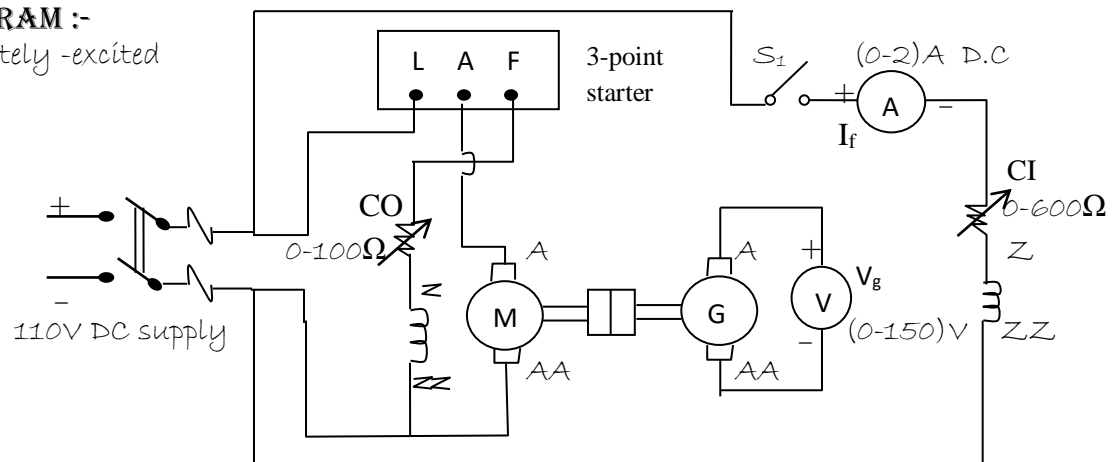 RAM :-
tely -excited
L A F
3-point
starter
S1
(0-2)A D.C
+ A −
If
CI
0-600Ω
Z
ZZ
+
−
110V DC supply
CO
0-100Ω
Z
ZZ
A
M
AA
A
G
AA
+
V
−
Vg
(0-150)V